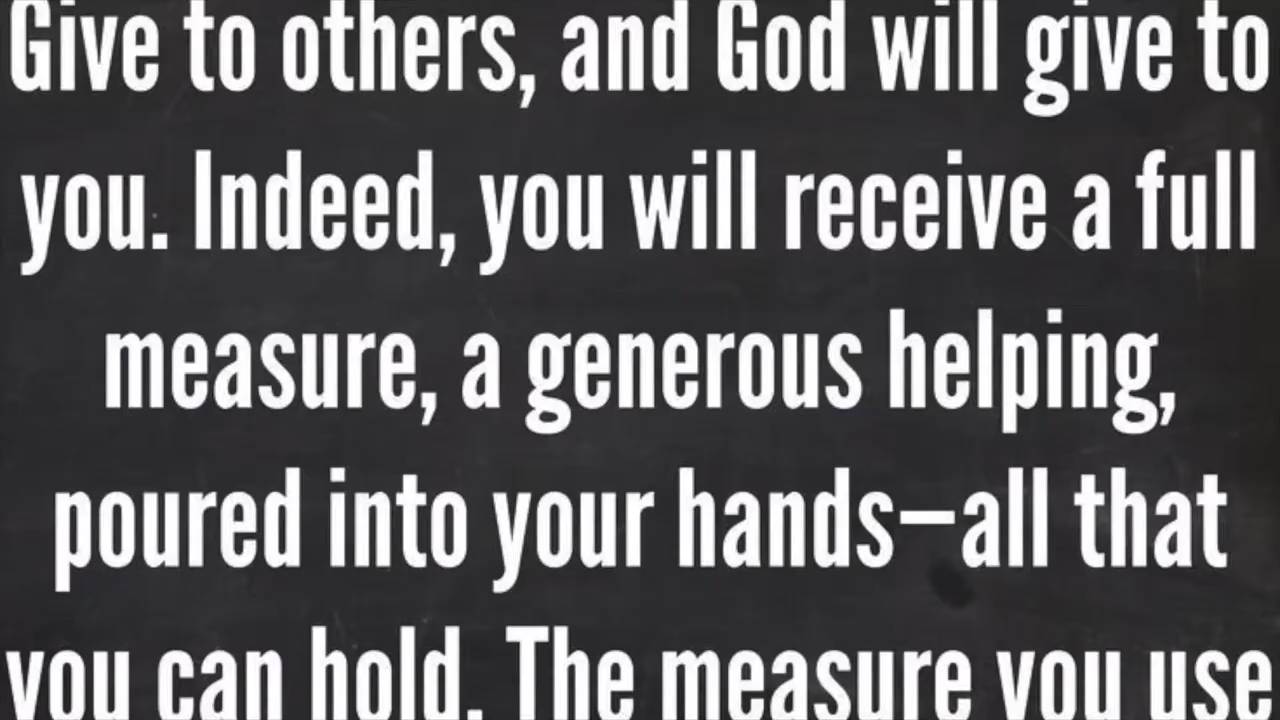 Give to others, and God will give to
you. Indeed, you will receive a full
measure, a generous helping,
poured into your hands—all that
you can hold. The measure you use